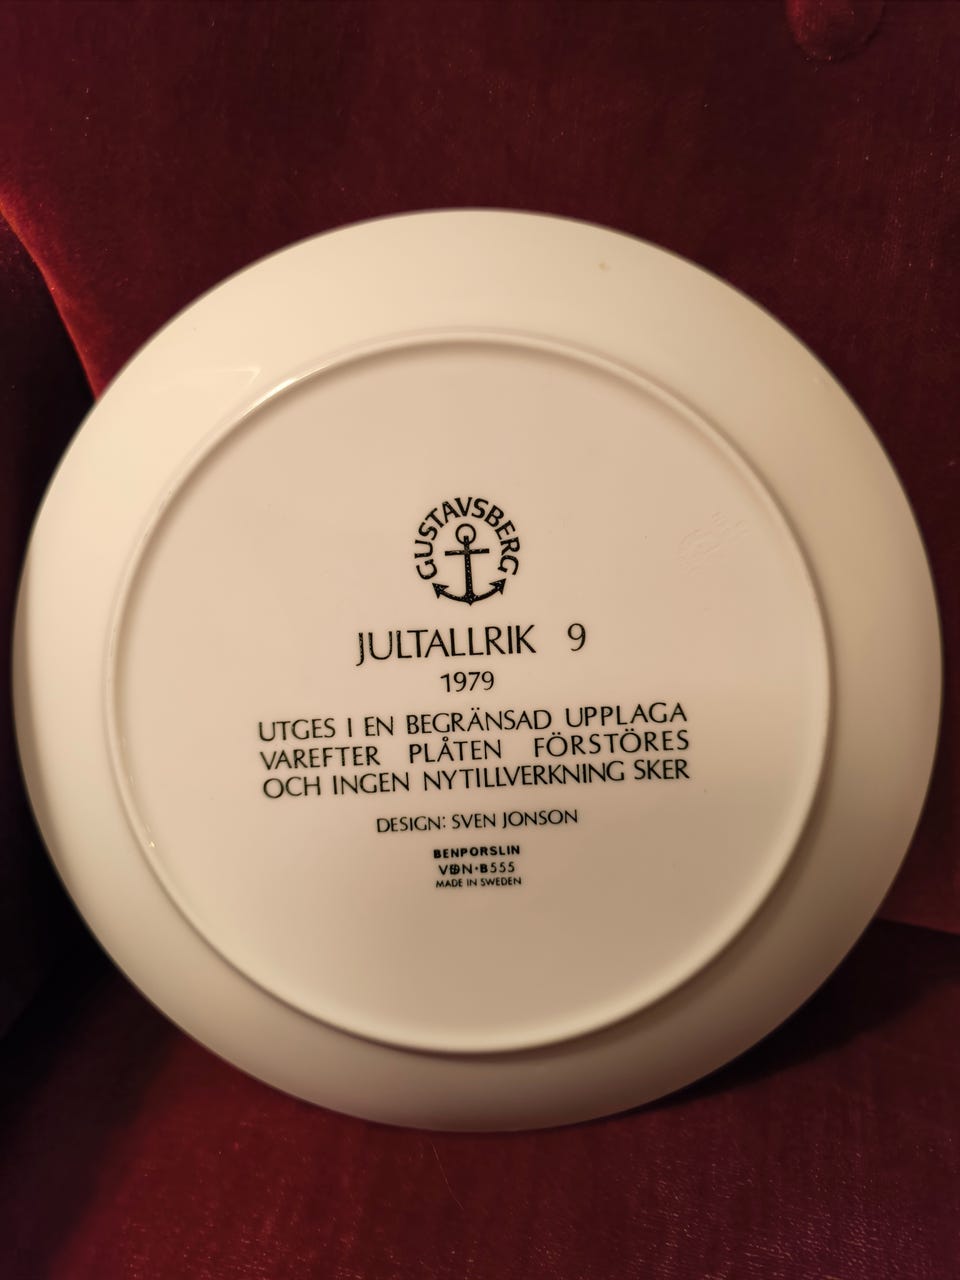 GUSTAVSBERG
JULTALLRIK 9
1979
UTGES I EN BEGRÄNSAD UPPLAGA
VAREFTER PLÅTEN FÖRSTÖRES
OCH INGEN NYTILLVERKNING SKER
DESIGN: SVEN JONSON
BENPORSLIN
VDN·B555
MADE IN SWEDEN